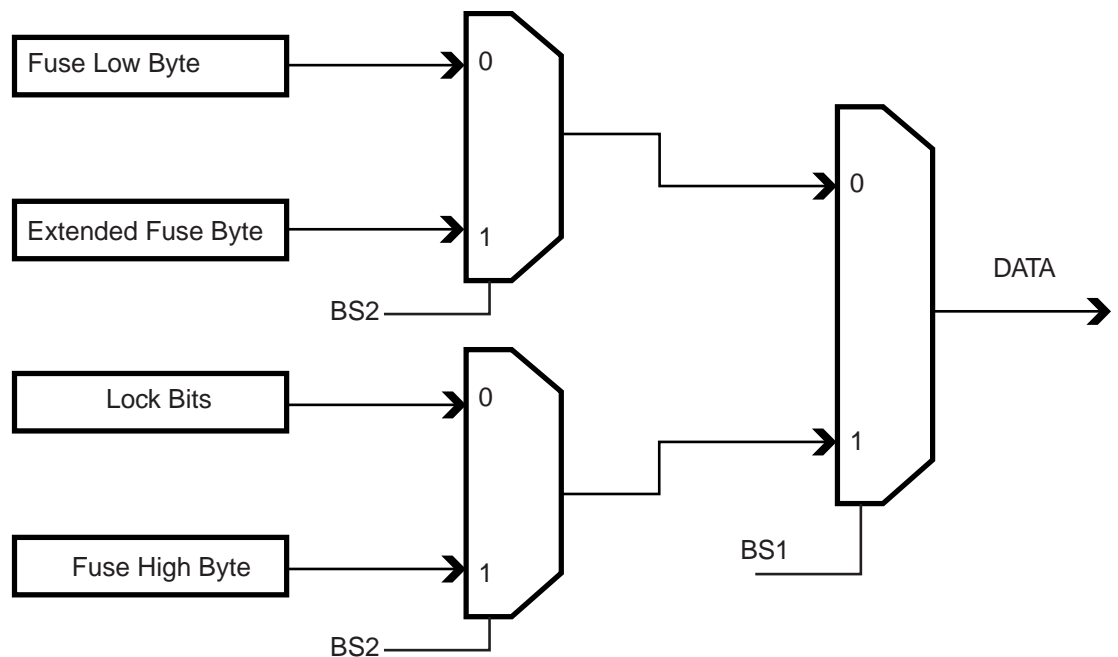 Fuse Low Byte
0
Extended Fuse Byte
1
BS2
Lock Bits
0
Fuse High Byte
1
BS2
0
1
BS1
DATA